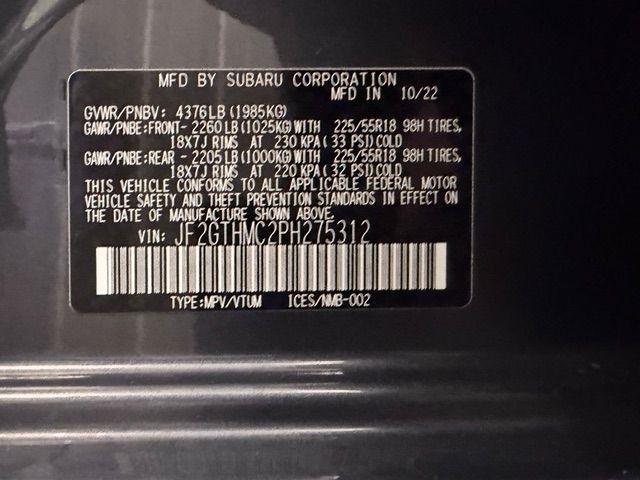 MFD BY SUBARU CORPORATION
MFD IN 10/22
GVWR/PNBV: 4376LB(1985KG)
GAWR/PNBE:FRONT- 2260LB(1025KG)WITH 225/55R18 98H TIRES,
18X7J RIMS AT 230 KPA(33 PSI)COLD
GAWR/PNBE:REAR - 2205LB(1000KG)WITH 225/55R18 98H TIRES,
18X7J RIMS AT 220 KPA(32 PSI)COLD
THIS VEHICLE CONFORMS TO ALL APPLICABLE FEDERAL MOTOR
VEHICLE SAFETY AND THEFT PREVENTION STANDARDS IN EFFECT ON
THE DATE OF MANUFACTURE SHOWN ABOVE.
VIN: JF2GTHMC2PH275312
TYPE:MPV/VTUM ICES/NMB-002